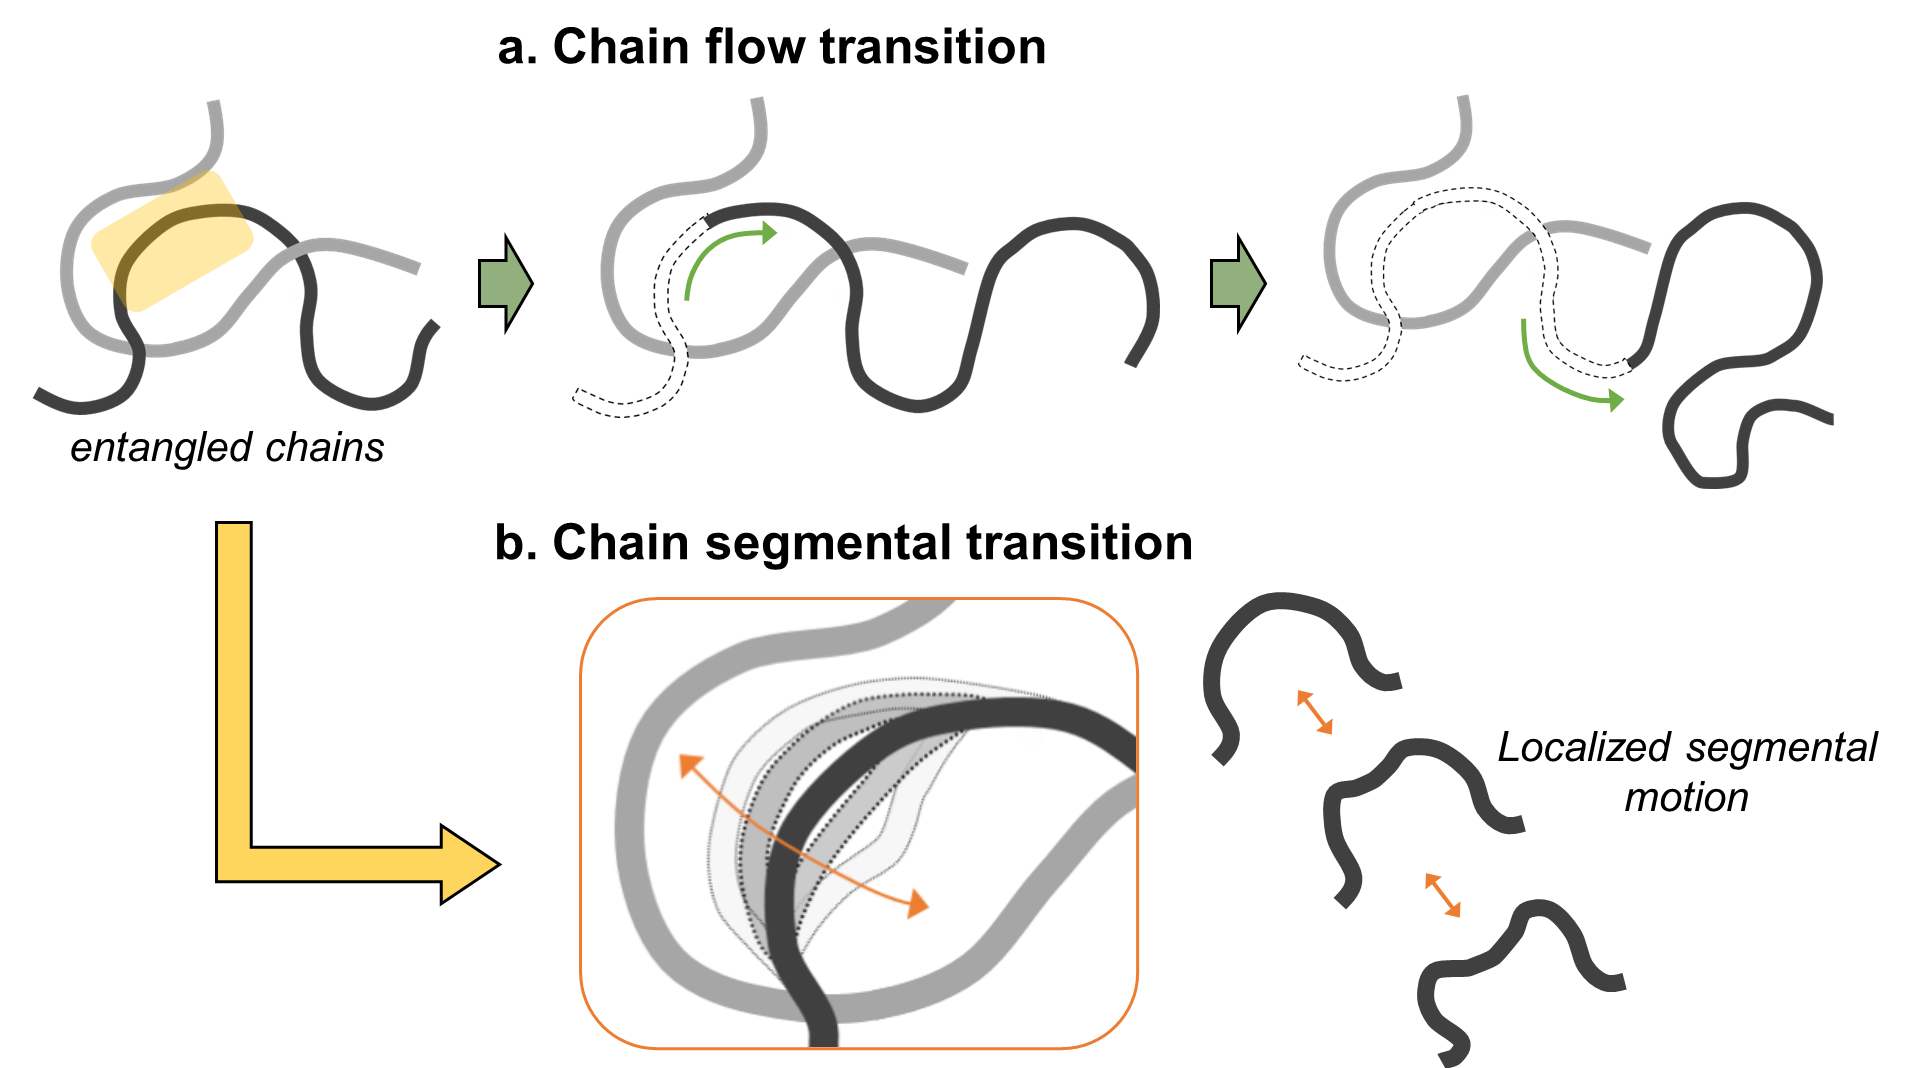 a. Chain flow transition
entangled chains
b. Chain segmental transition
Localized segmental
motion